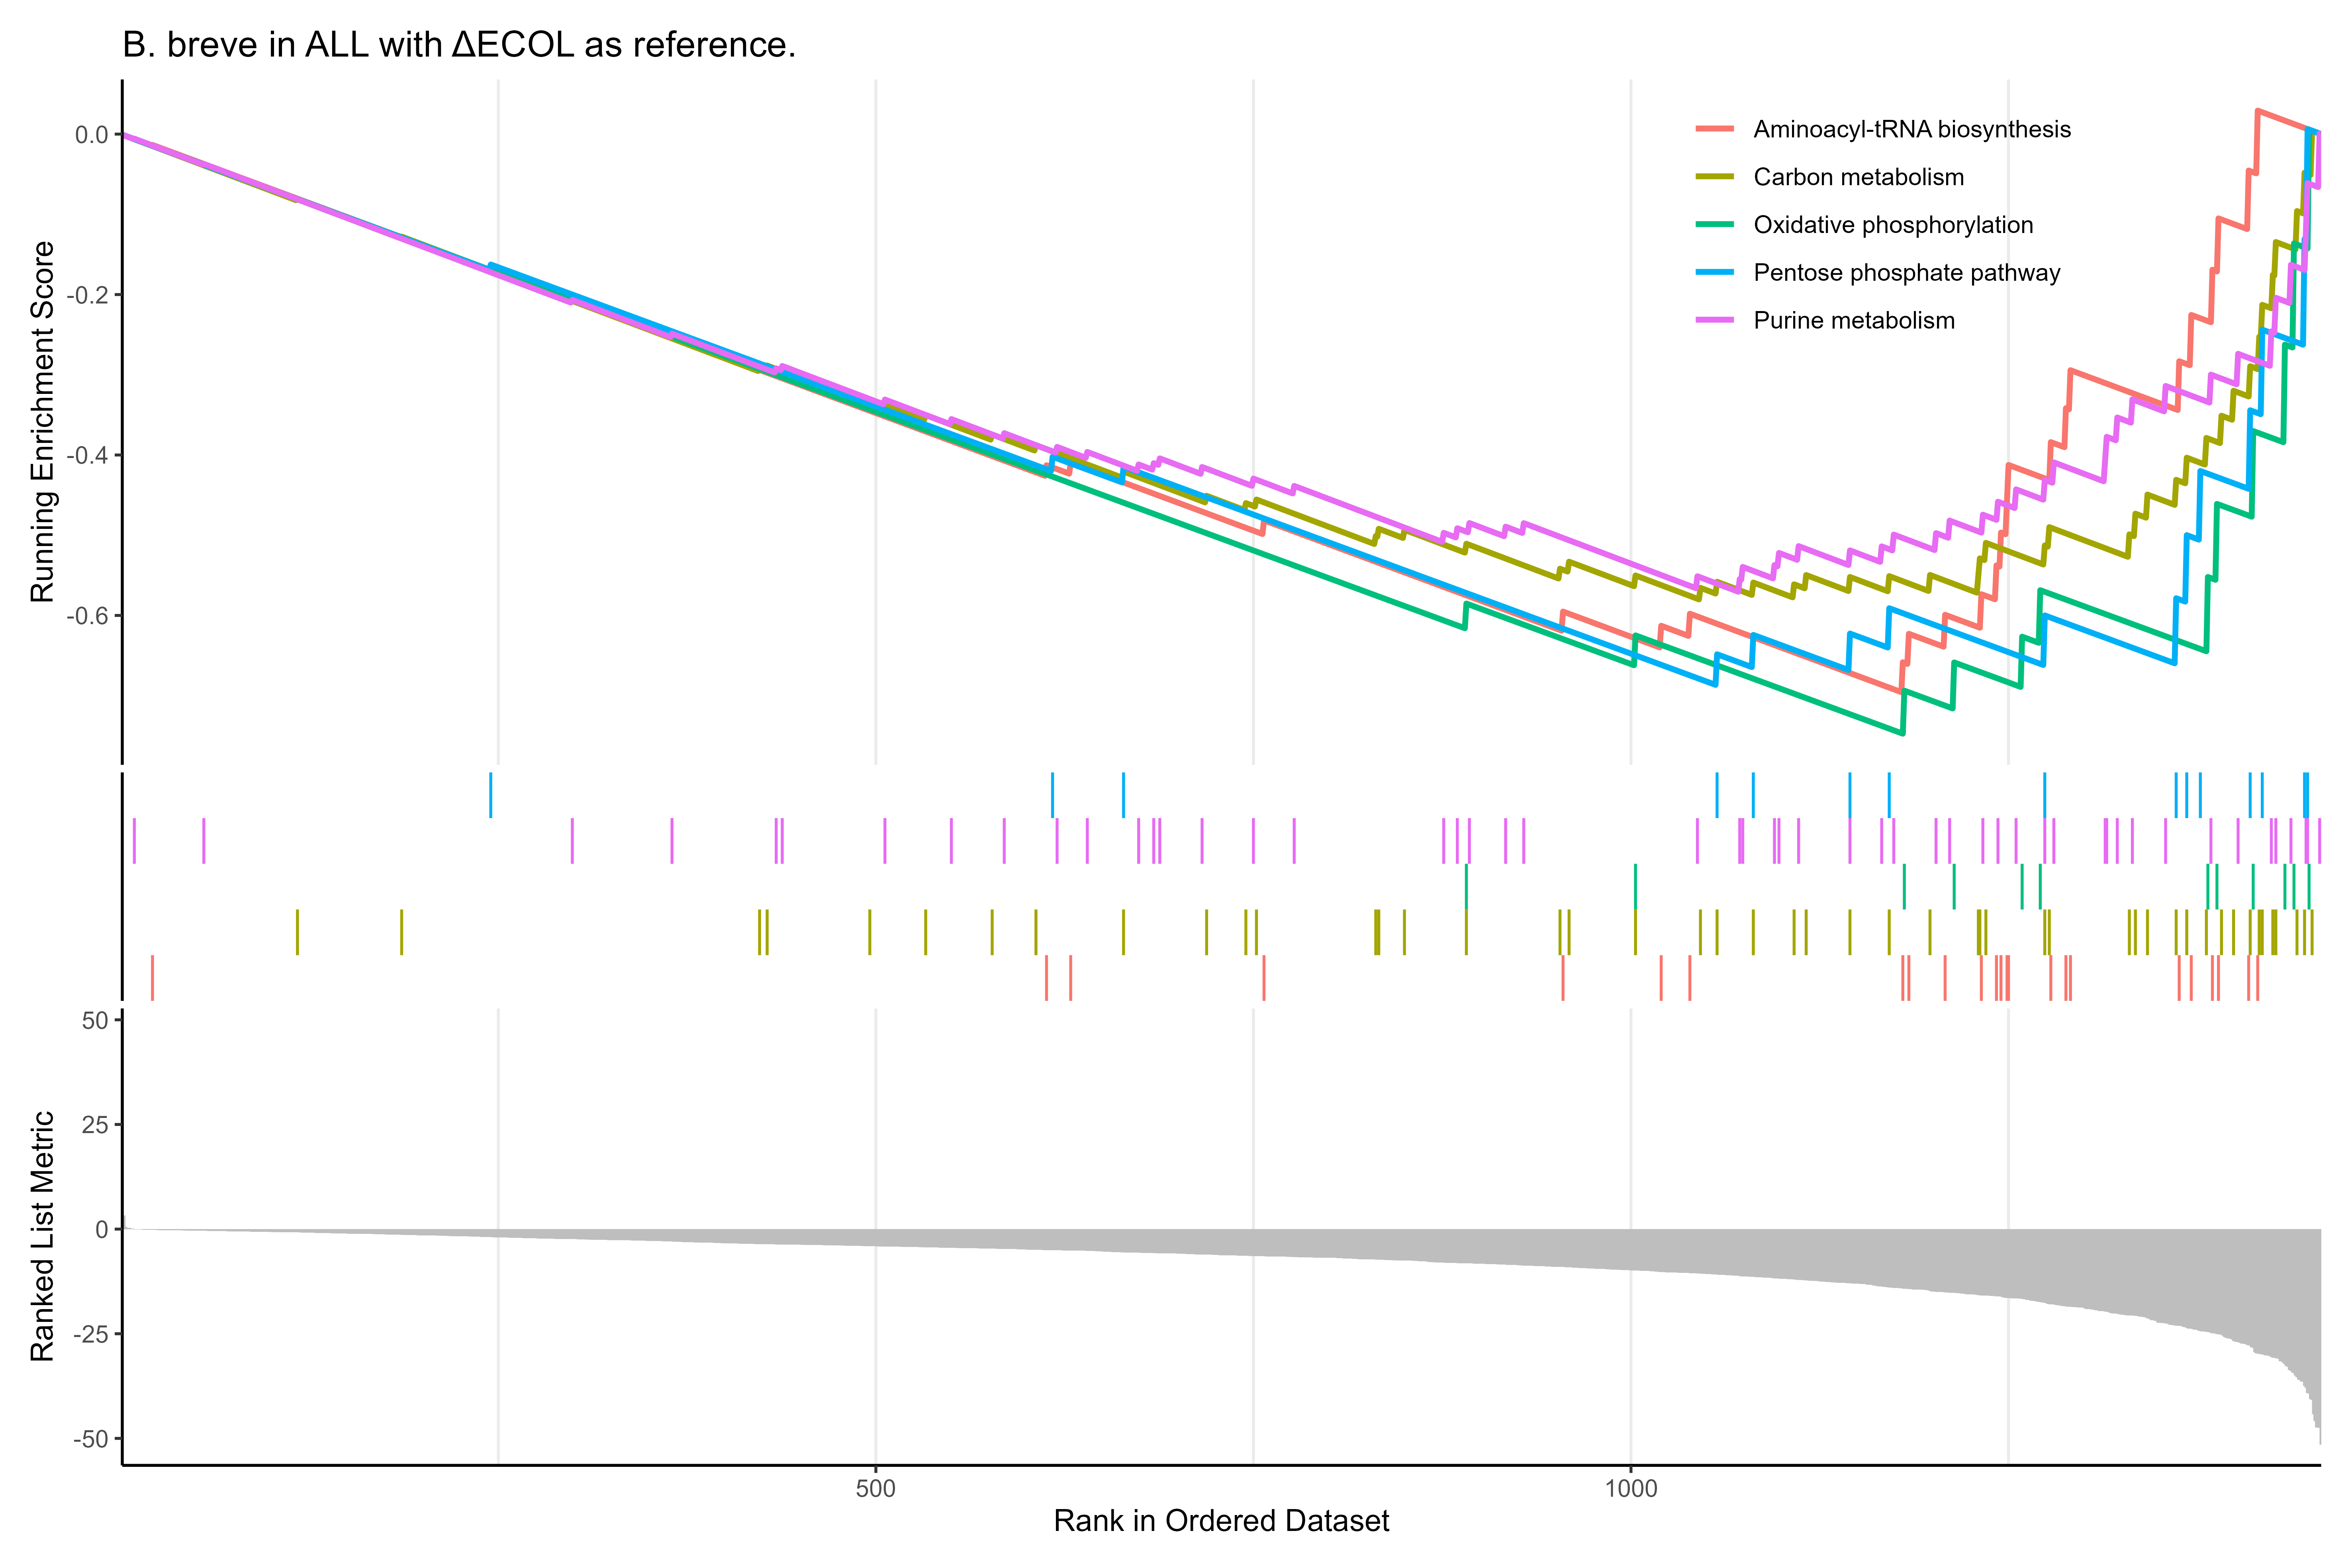 B. breve in ALL with ΔECOL as reference.
Running Enrichment Score
0.0
-0.2
-0.4
-0.6
Aminoacyl-tRNA biosynthesis
Carbon metabolism
Oxidative phosphorylation
Pentose phosphate pathway
Purine metabolism
Ranked List Metric
50
25
0
-25
-50
500
1000
Rank in Ordered Dataset